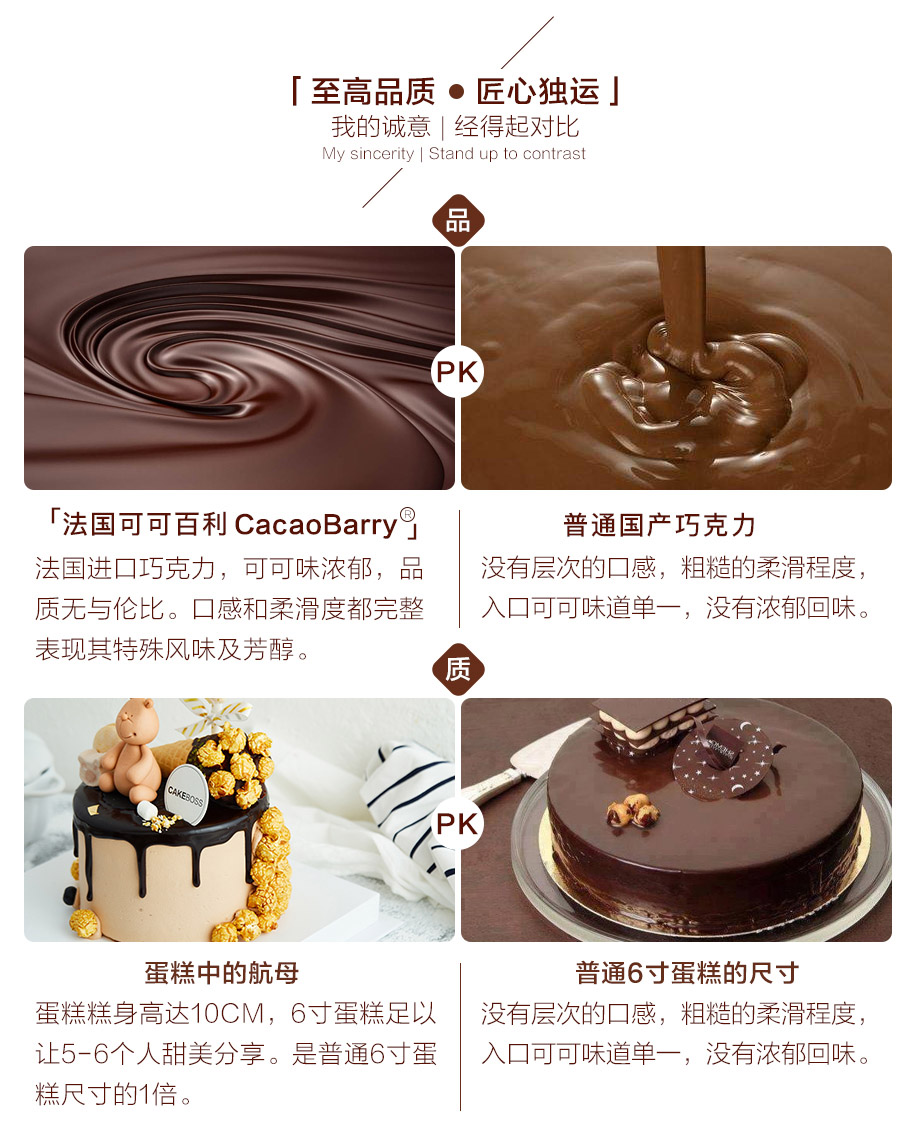 「至高品质●匠心独运」
我的诚意 | 经得起对比
My sincerity | Stand up to contrast
品
PK
「法国可可百利 CacaoBarry®」
法国进口巧克力，可可味浓郁，品
质无与伦比。口感和柔滑度都完整
表现其特殊风味及芳醇。
普通国产巧克力
没有层次的口感，粗糙的柔滑程度，
入口可可味道单一，没有浓郁回味。
质
CAKEBOSS
PK
蛋糕中的航母
蛋糕糕身高达10CM，6寸蛋糕足以
让5-6个人甜美分享。是普通6寸蛋
糕尺寸的1倍。
普通6寸蛋糕的尺寸
没有层次的口感，粗糙的柔滑程度，
入口可可味道单一，没有浓郁回味。